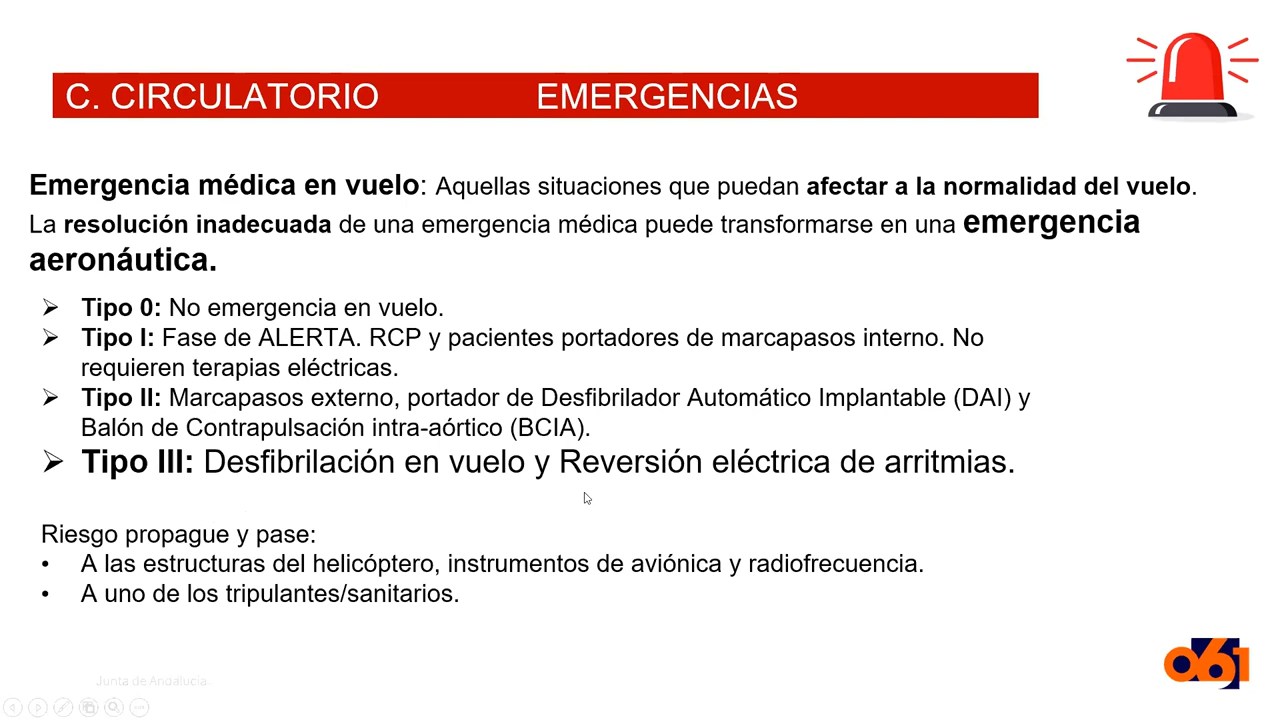 C. CIRCULATORIO EMERGENCIAS
Emergencia médica en vuelo: Aquellas situaciones que puedan afectar a la normalidad del vuelo.
La resolución inadecuada de una emergencia médica puede transformarse en una emergencia
aeronáutica.
➢ Tipo 0: No emergencia en vuelo.
➢ Tipo I: Fase de ALERTA. RCP y pacientes portadores de marcapasos interno. No
requieren terapias eléctricas.
➢ Tipo II: Marcapasos externo, portador de Desfibrilador Automático Implantable (DAI) y
Balón de Contrapulsación intra-aórtico (BCIA).
➢ Tipo III: Desfibrilación en vuelo y Reversión eléctrica de arritmias.
Riesgo propague y pase:
• A las estructuras del helicóptero, instrumentos de aviónica y radiofrecuencia.
• A uno de los tripulantes/sanitarios.
061
Junta de Andalucía.